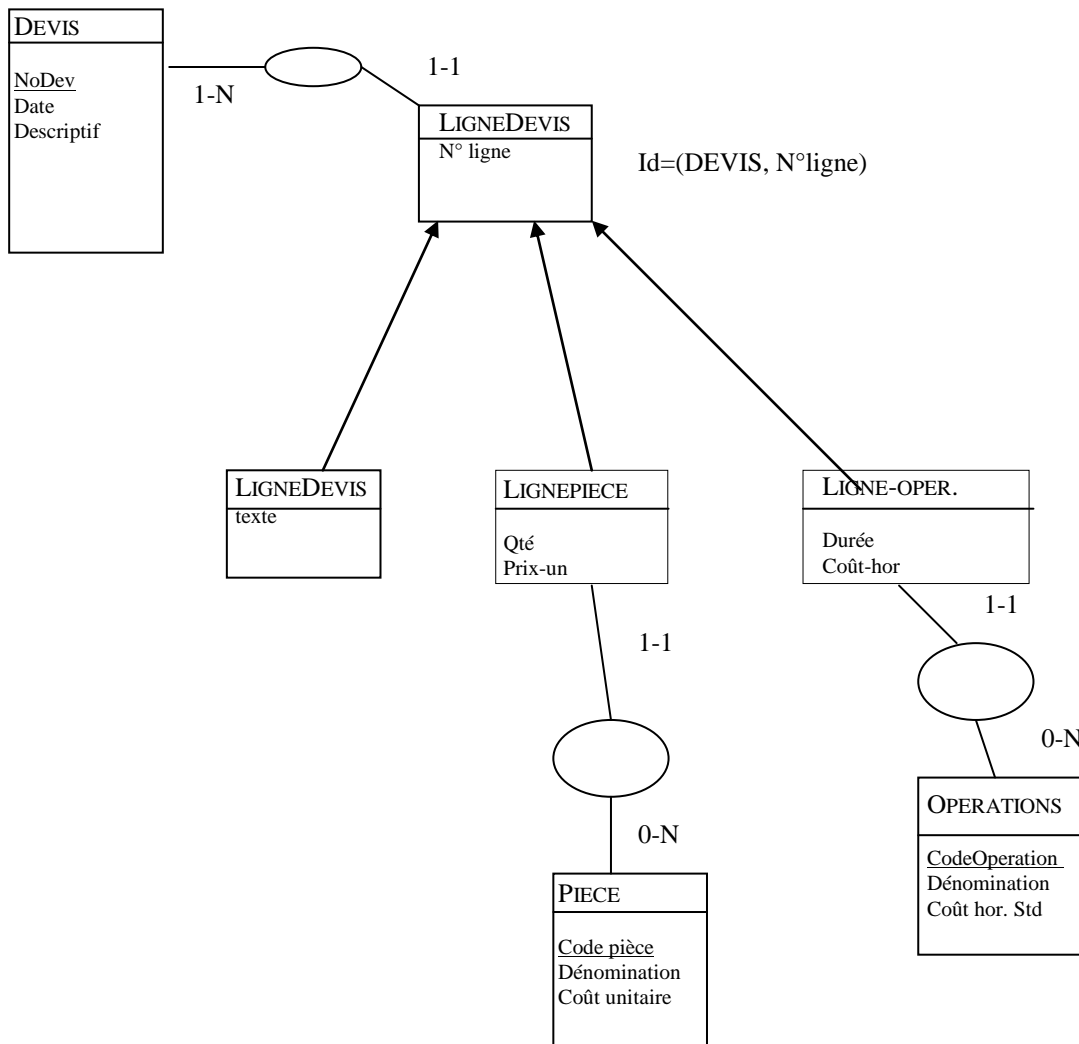 DEVIS
NoDev
Date
Descriptif
1-N
1-1
LIGNEDEVIS
N° ligne
Id=(DEVIS, N°ligne)
LIGNEDEVIS
texte
LIGNEPIECE
Qté
Prix-un
LIGNE-OPER.
Durée
Coût-hor
1-1
1-1
0-N
0-N
OPERATIONS
CodeOperation
Dénomination
Coût hor. Std
PIECE
Code pièce
Dénomination
Coût unitaire